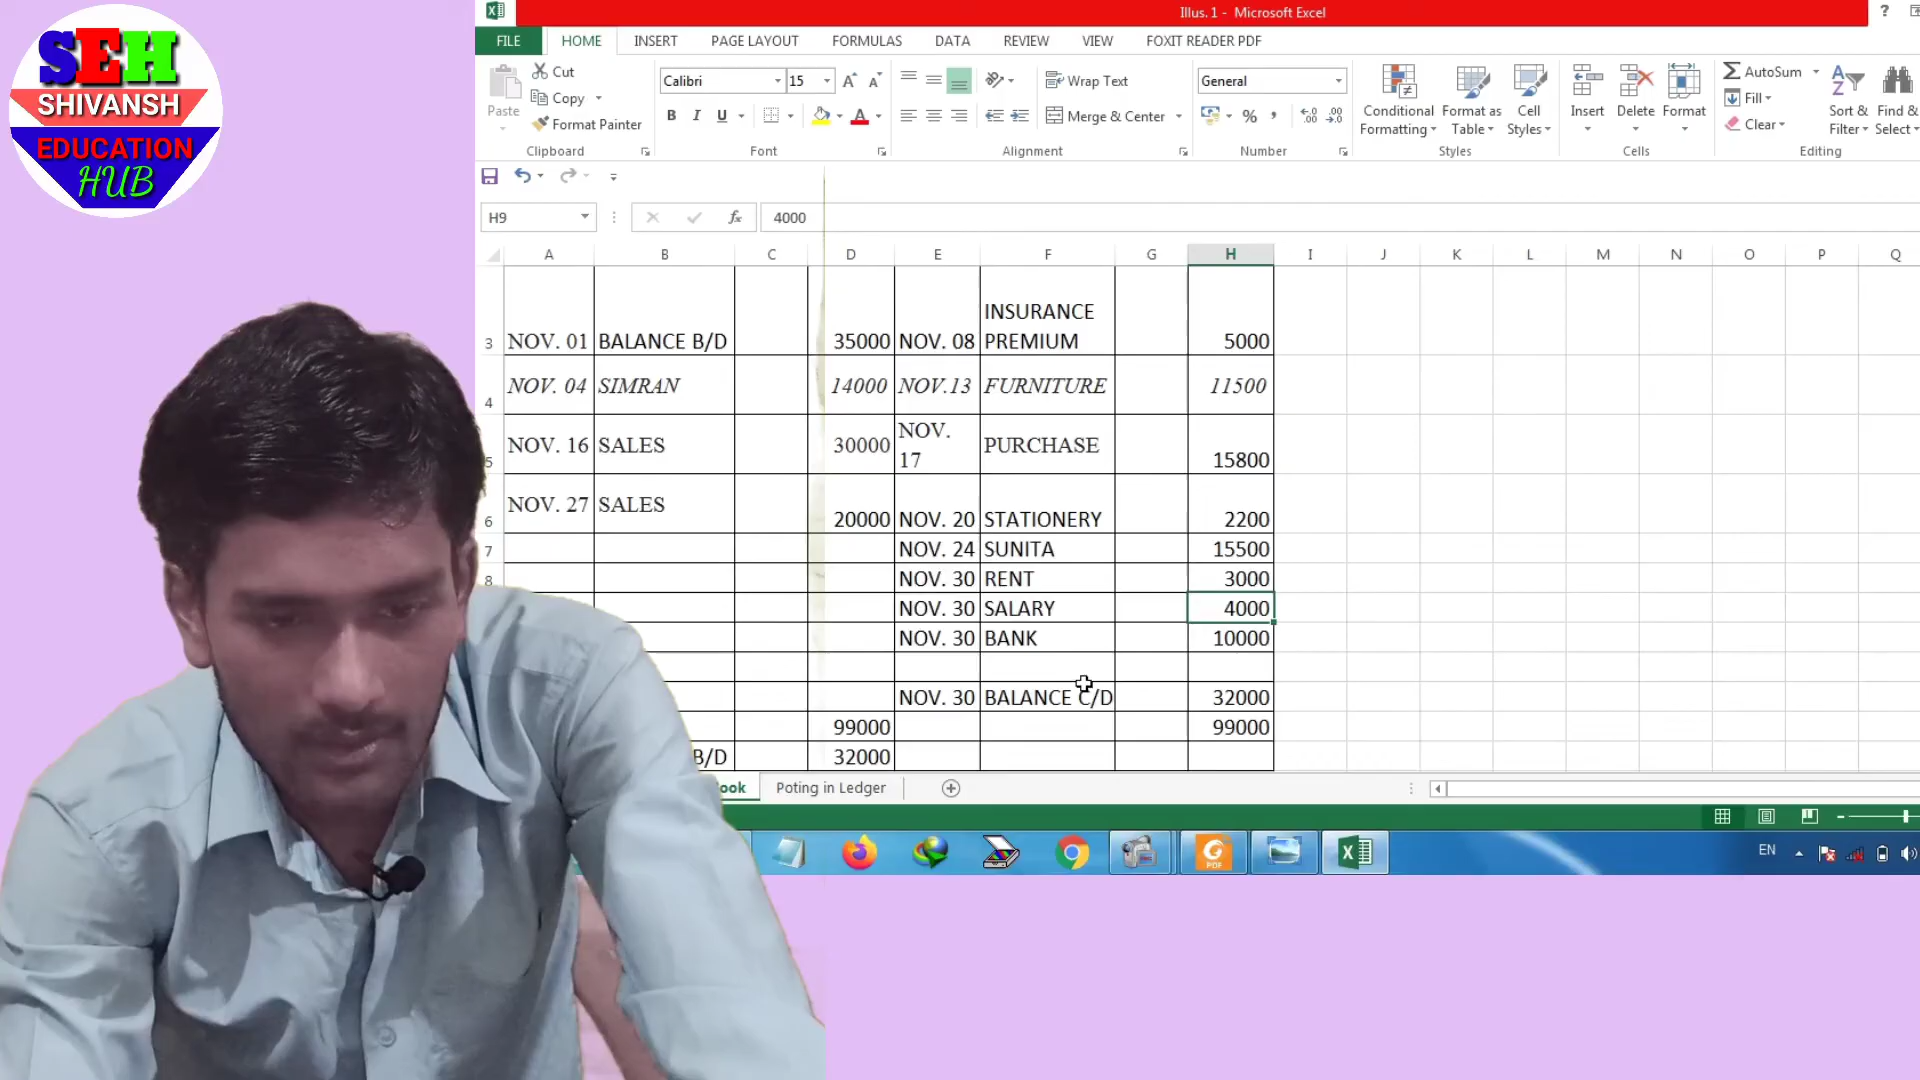 SEH
SHIVANSH
EDUCATION
HUB
Illus. 1 - Microsoft Excel
?
FILE HOME INSERT PAGE LAYOUT FORMULAS DATA REVIEW VIEW FOXIT READER PDF
Paste
Cut
Copy
Format Painter
Clipboard
Calibri 15
B I U
Font
Wrap Text
Merge & Center
Alignment
General
%
Number
Conditional Formatting
Format as Table
Cell Styles
Styles
Insert
Delete
Format
Cells
AutoSum
Fill
Clear
Sort & Filter
Find & Select
Editing
H9 fx 4000
A B C D E F G H I J K L M N O P Q
INSURANCE
3 NOV. 01 BALANCE B/D 35000 NOV. 08 PREMIUM 5000
4 NOV. 04 SIMRAN 14000 NOV.13 FURNITURE 11500
NOV.
5 NOV. 16 SALES 30000 17 PURCHASE 15800
6 NOV. 27 SALES 20000 NOV. 20 STATIONERY 2200
7 NOV. 24 SUNITA 15500
8 NOV. 30 RENT 3000
NOV. 30 SALARY 4000
NOV. 30 BANK 10000
NOV. 30 BALANCE C/D 32000
99000 99000
B/D 32000
ook Poting in Ledger
PDF
EN